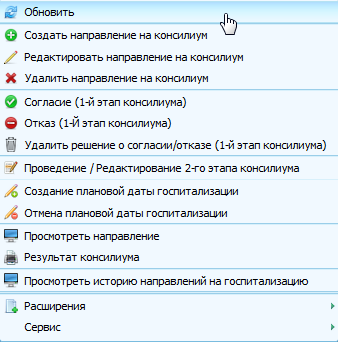 Обновить
Создать направление на консилиум
Редактировать направление на консилиум
Удалить направление на консилиум
Согласие (1-й этап консилиума)
Отказ (1-Й этап консилиума)
Удалить решение о согласии/отказе (1-й этап консилиума)
Проведение / Редактирование 2-го этапа консилиума
Создание плановой даты госпитализации
Отмена плановой даты госпитализации
Просмотреть направление
Результат консилиума
Просмотреть историю направлений на госпитализацию
Расширения
Сервис